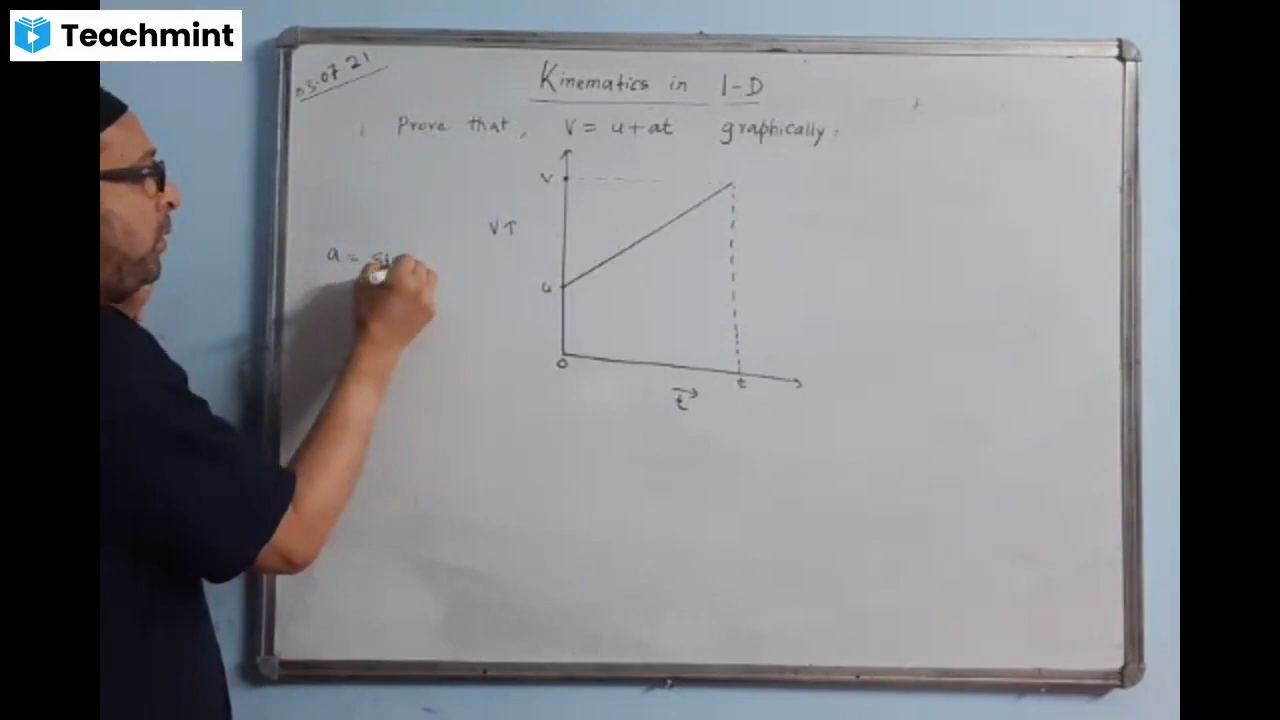 Teachmint
03.07.21
Kinematics in 1-D
Prove that, v = u + at graphically.
v
v↑
a =
u
0
t
t